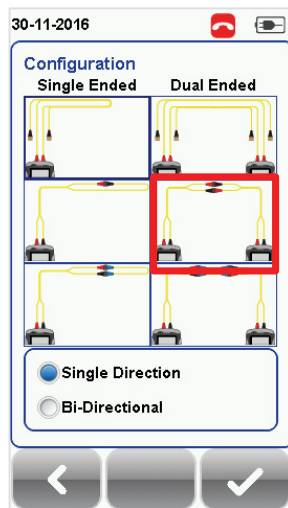 30-11-2016
Configuration
Single Ended Dual Ended
Single Direction
Bi-Directional